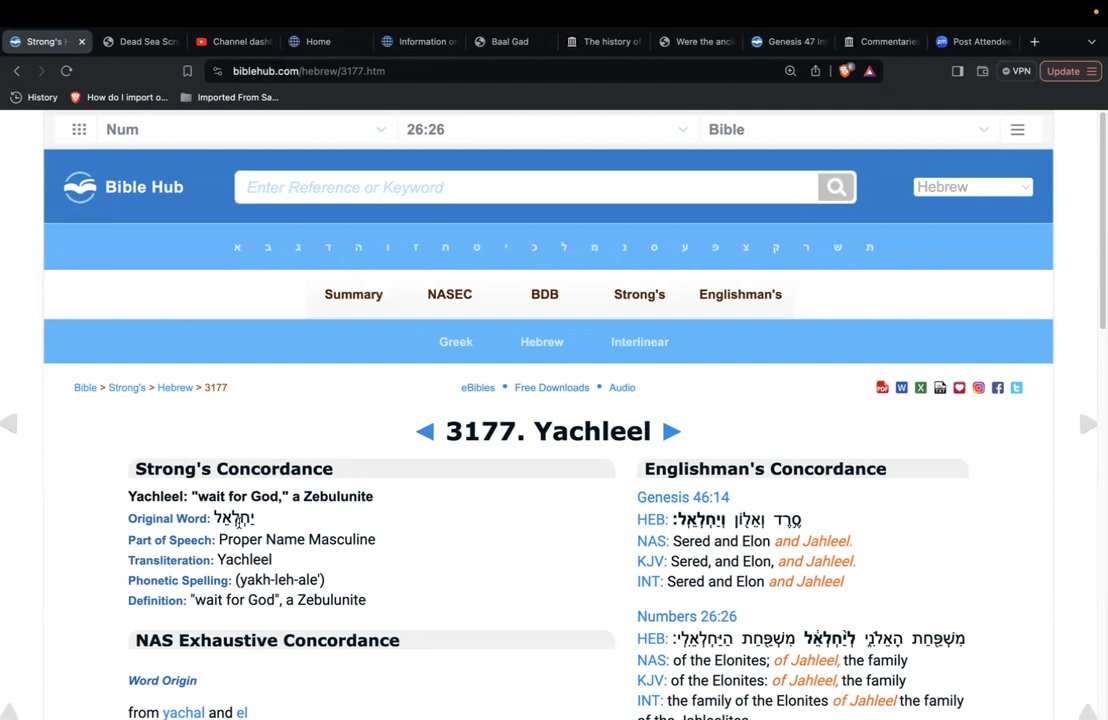 Strong's H
Dead Sea Scr
Channel dash
Home
Information or
Baal Gad
The history of
Were the anci
Genesis 47 Int
Commentaries
Post Attendee
biblehub.com/hebrew/3177.htm
6
VPN
Update
History
How do I import o...
Imported From Sa...
Num
26:26
Bible
Bible Hub
Enter Reference or Keyword
Hebrew
א ב ג ד ה ו ז ח ט י כ ל מ נ ס ע פ צ ק ר ש ת
Summary NASEC BDB Strong's Englishman's
Greek Hebrew Interlinear
Bible > Strong's > Hebrew > 3177
eBibles • Free Downloads • Audio
◄ 3177. Yachleel ►
Strong's Concordance
Yachleel: "wait for God," a Zebulunite
Original Word: יַחְלְאֵל
Part of Speech: Proper Name Masculine
Transliteration: Yachleel
Phonetic Spelling: (yakh-leh-ale')
Definition: "wait for God", a Zebulunite
NAS Exhaustive Concordance
Word Origin
from yachal and el
Englishman's Concordance
Genesis 46:14
HEB: סֶ֥רֶד וְאֵל֖וֹן וְיַחְלְאֵֽל׃
NAS: Sered and Elon and Jahleel.
KJV: Sered, and Elon, and Jahleel.
INT: Sered and Elon and Jahleel
Numbers 26:26
HEB: מִשְׁפַּ֖חַת הָאֵלֹנִ֑י לְיַ֨חְלְאֵ֔ל מִשְׁפַּ֖חַת הַיַּחְלְאֵלִֽי׃
NAS: of the Elonites; of Jahleel, the family
KJV: of the Elonites: of Jahleel, the family
INT: the family of the Elonites of Jahleel the family
of the Jahleelites